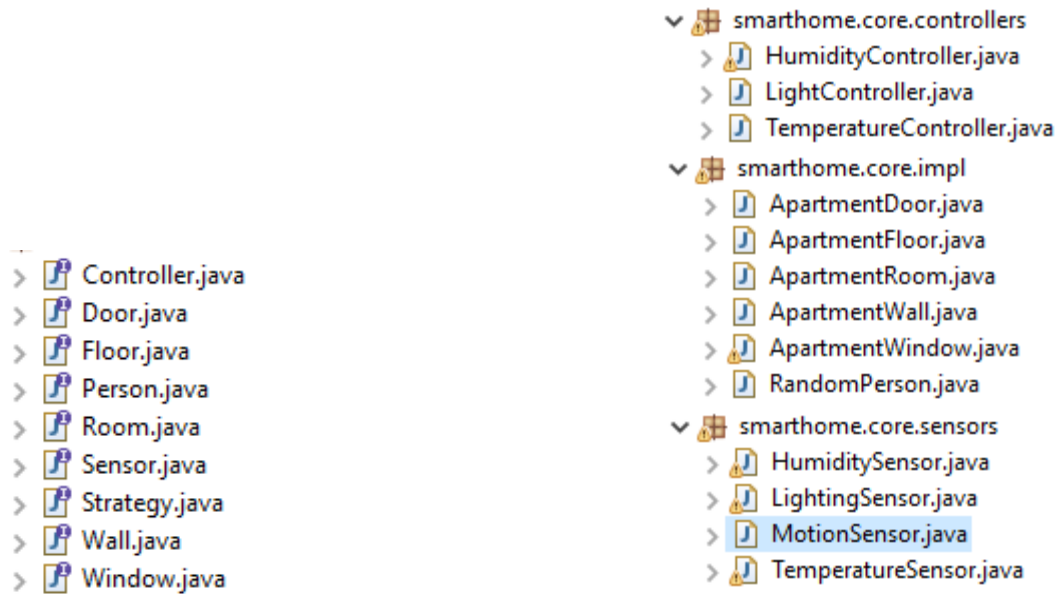 Controller.java
Door.java
Floor.java
Person.java
Room.java
Sensor.java
Strategy.java
Wall.java
Window.java
smarthome.core.controllers
HumidityController.java
LightController.java
TemperatureController.java
smarthome.core.impl
ApartmentDoor.java
ApartmentFloor.java
ApartmentRoom.java
ApartmentWall.java
ApartmentWindow.java
RandomPerson.java
smarthome.core.sensors
HumiditySensor.java
LightingSensor.java
MotionSensor.java
TemperatureSensor.java